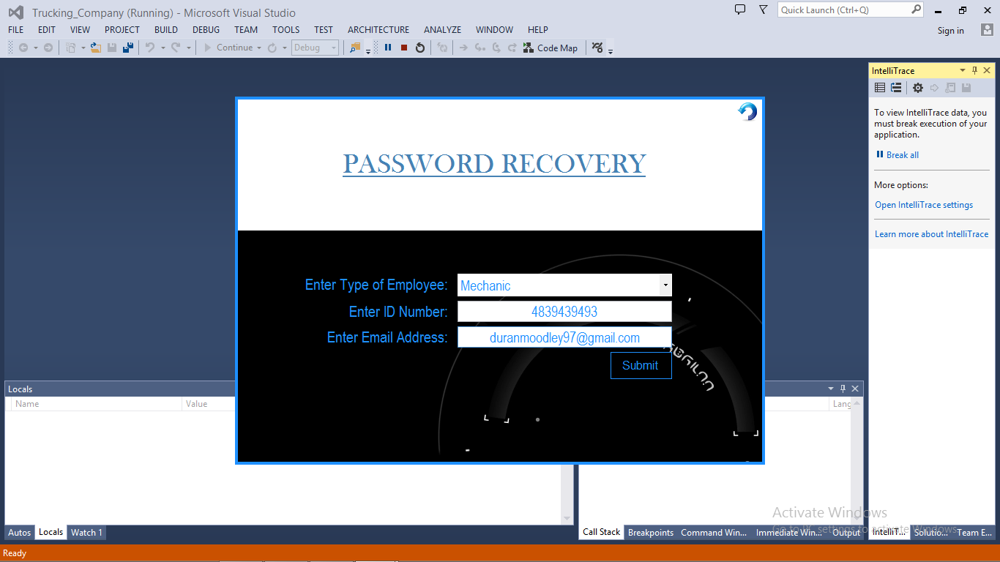 Trucking_Company (Running) - Microsoft Visual Studio
Quick Launch (Ctrl+Q)
FILE EDIT VIEW PROJECT BUILD DEBUG TEAM TOOLS TEST ARCHITECTURE ANALYZE WINDOW HELP
Sign in
Continue Debug Code Map
IntelliTrace
To view IntelliTrace data, you
must break execution of your
application.
Break all
More options:
Open IntelliTrace settings
Learn more about IntelliTrace
PASSWORD RECOVERY
Enter Type of Employee: Mechanic
Enter ID Number: 4839439493
Enter Email Address: duranmoodley97@gmail.com
Submit
Locals
Name Value
Lang
Autos Locals Watch 1
Call Stack Breakpoints Command Win... Immediate Win... Output
IntelliT... Solutio... Team E...
Activate Windows
Go to PC settings to activate Windows.
Ready